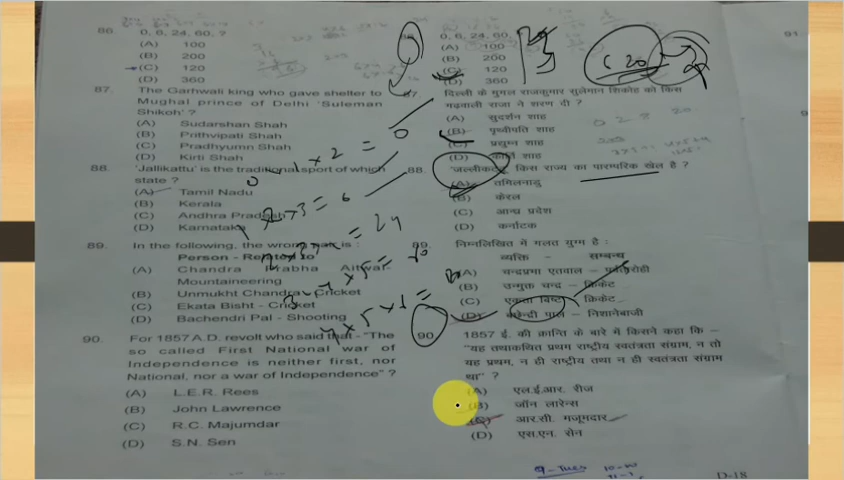 86. 0, 6, 24, 60, ?
(A) 100
(B) 200
(C) 120
(D) 360
87. The Garhwali king who gave shelter to
Mughal prince of Delhi 'Suleman
Shikoh' ?
(A) Sudarshan Shah
(B) Prithvipati Shah
(C) Pradhyumn Shah
(D) Kirti Shah
88. 'Jallikattu' is the traditional sport of which
state ?
(A) Tamil Nadu
(B) Kerala
(C) Andhra Pradesh
(D) Karnataka
89. In the following, the wrong pair is :
Person - Related to
(A) Chandra Prabha Aitwal-
Mountaineering
(B) Unmukht Chandra - Cricket
(C) Ekata Bisht - Cricket
(D) Bachendri Pal - Shooting
90. For 1857 A.D. revolt who said that - "The
so called First National war of
Independence is neither first, nor
National, nor a war of Independence" ?
(A) L.E.R. Rees
(B) John Lawrence
(C) R.C. Majumdar
(D) S.N. Sen
0, 6, 24, 60,
(A) 100
(B) 200
(C) 120
(D) 360
87. दिल्ली के मुगल राजकुमार सुलेमान शिकोह को किस
गढ़वाली राजा ने शरण दी ?
(A) सुदर्शन शाह
(B) पृथ्वीपति शाह
(C) प्रद्युम्न शाह
(D) कीर्ति शाह
88. 'जल्लीकट्टू' किस राज्य का पारम्परिक खेल है ?
(A) तमिलनाडु
(B) केरल
(C) आन्ध्र प्रदेश
(D) कर्नाटक
89. निम्नलिखित में गलत युग्म है :
व्यक्ति - सम्बन्ध
(A) चन्द्रप्रभा एतवाल - पर्वतारोही
(B) उन्मुक्त चन्द्र - क्रिकेट
(C) एकता बिष्ट - क्रिकेट
(D) बछेन्द्री पाल - निशानेबाजी
90. 1857 ई. की क्रान्ति के बारे में किसने कहा कि -
"यह तथाकथित प्रथम राष्ट्रीय स्वतंत्रता संग्राम, न तो
यह प्रथम, न ही राष्ट्रीय तथा न ही स्वतंत्रता संग्राम
था" ?
(A) एल.ई.आर. रीज
(B) जॉन लारेन्स
(C) आर.सी. मजूमदार
(D) एस.एन. सेन
D-18